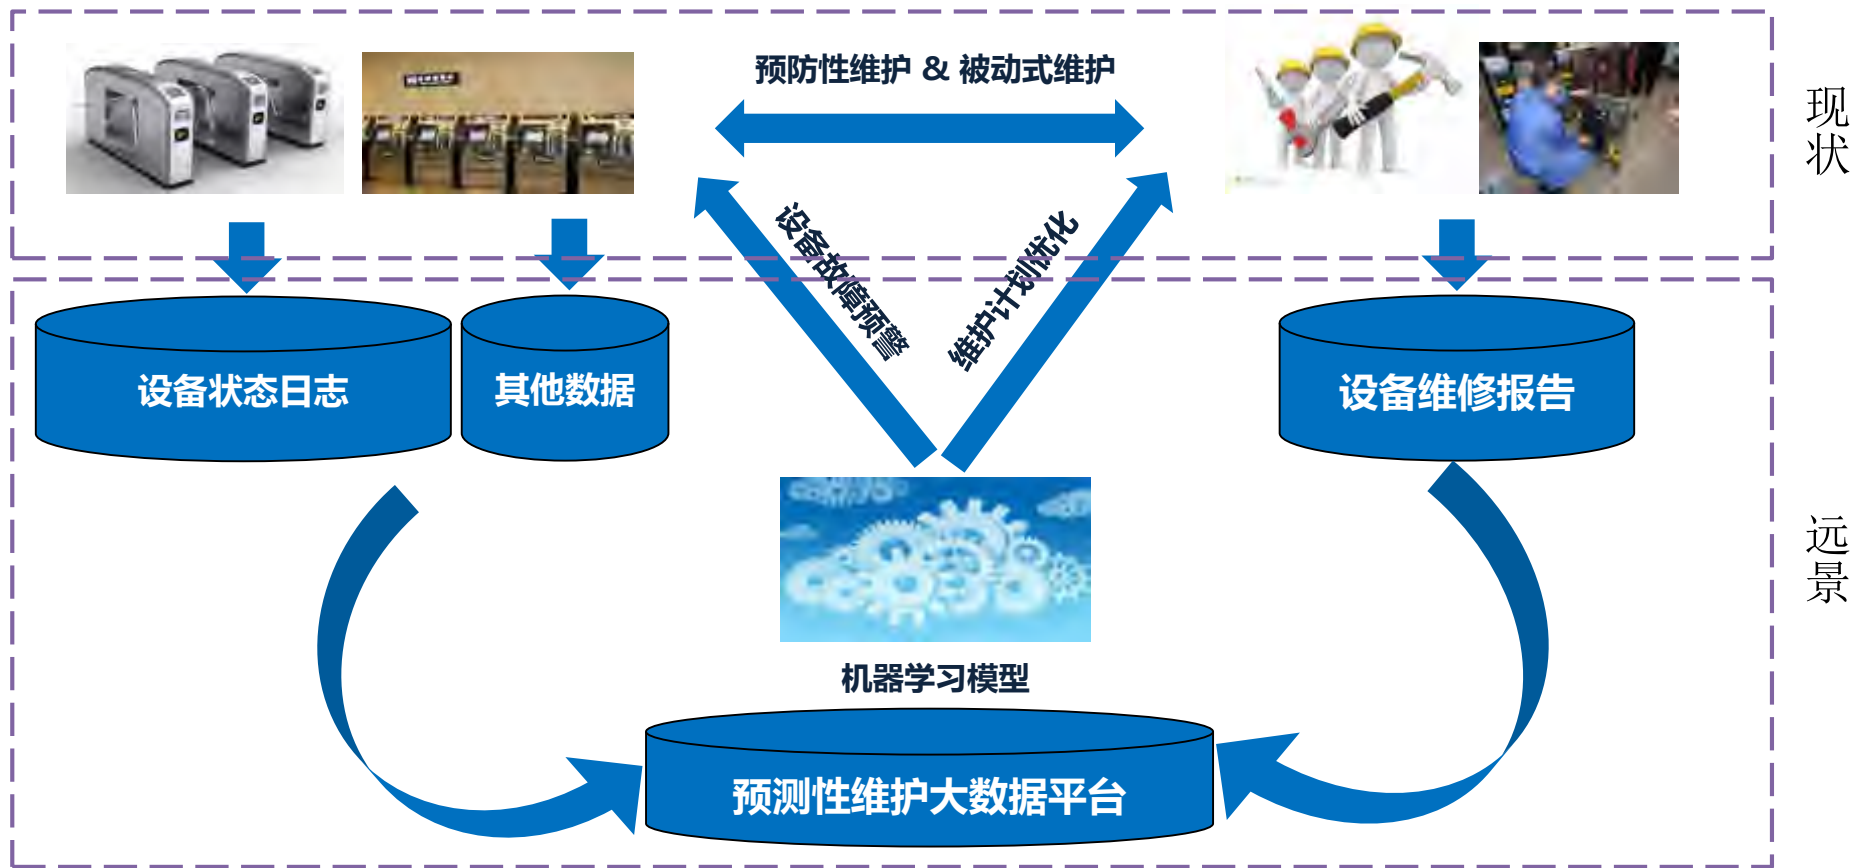 预防性维护 & 被动式维护
现状
设备故障预警
维护计划优化
设备状态日志
其他数据
设备维修报告
远景
机器学习模型
预测性维护大数据平台